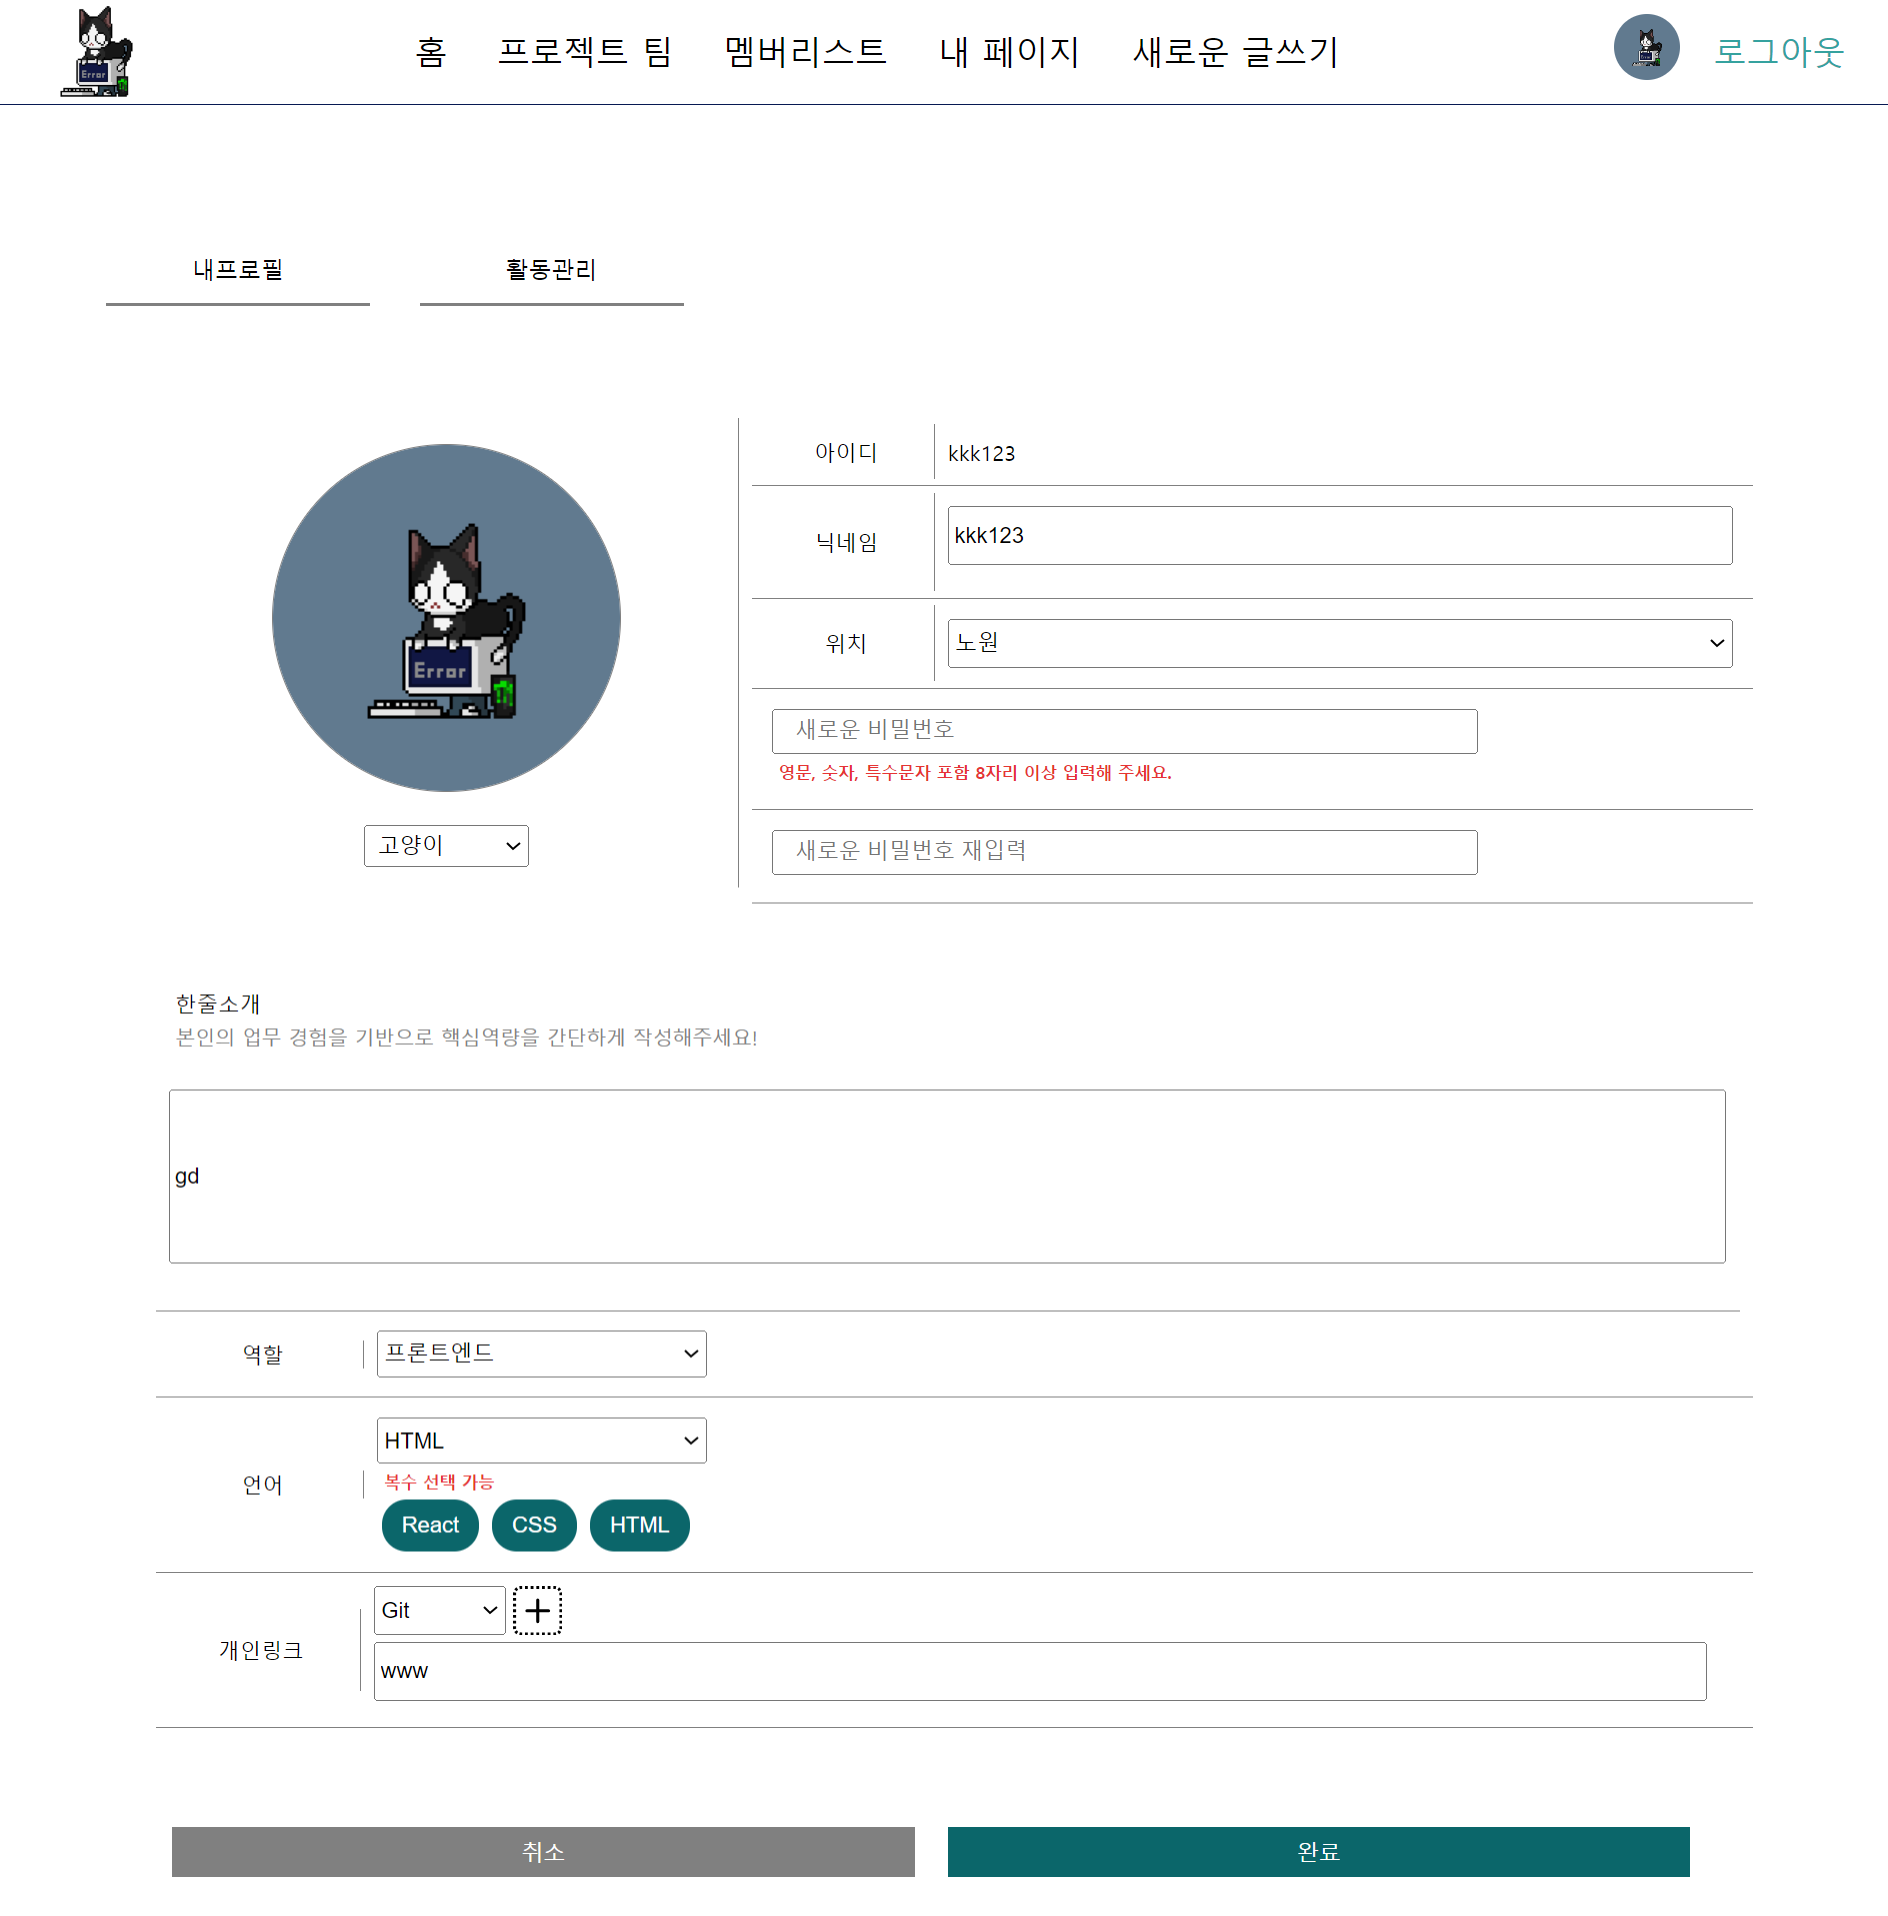 Error
홈 프로젝트 팀 멤버리스트 내 페이지 새로운 글쓰기 로그아웃
내프로필 활동관리
Error
고양이
아이디 kkk123
닉네임 kkk123
위치 노원
새로운 비밀번호
영문, 숫자, 특수문자 포함 8자리 이상 입력해 주세요.
새로운 비밀번호 재입력
한줄소개
본인의 업무 경험을 기반으로 핵심역량을 간단하게 작성해주세요!
gd
역할 프론트엔드
언어 HTML
복수 선택 가능
React CSS HTML
개인링크 Git
www
취소 완료